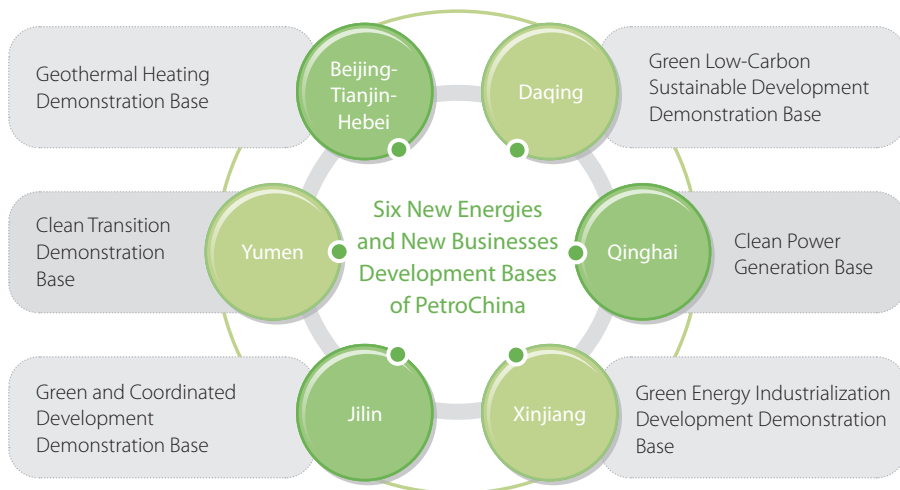 Geothermal Heating
Demonstration Base
Beijing-
Tianjin-
Hebei
Daqing
Green Low-Carbon
Sustainable Development
Demonstration Base
Clean Transition
Demonstration
Base
Yumen
Six New Energies
and New Businesses
Development Bases
of PetroChina
Qinghai
Clean Power
Generation Base
Green and Coordinated
Development
Demonstration Base
Jilin
Xinjiang
Green Energy Industrialization
Development Demonstration
Base